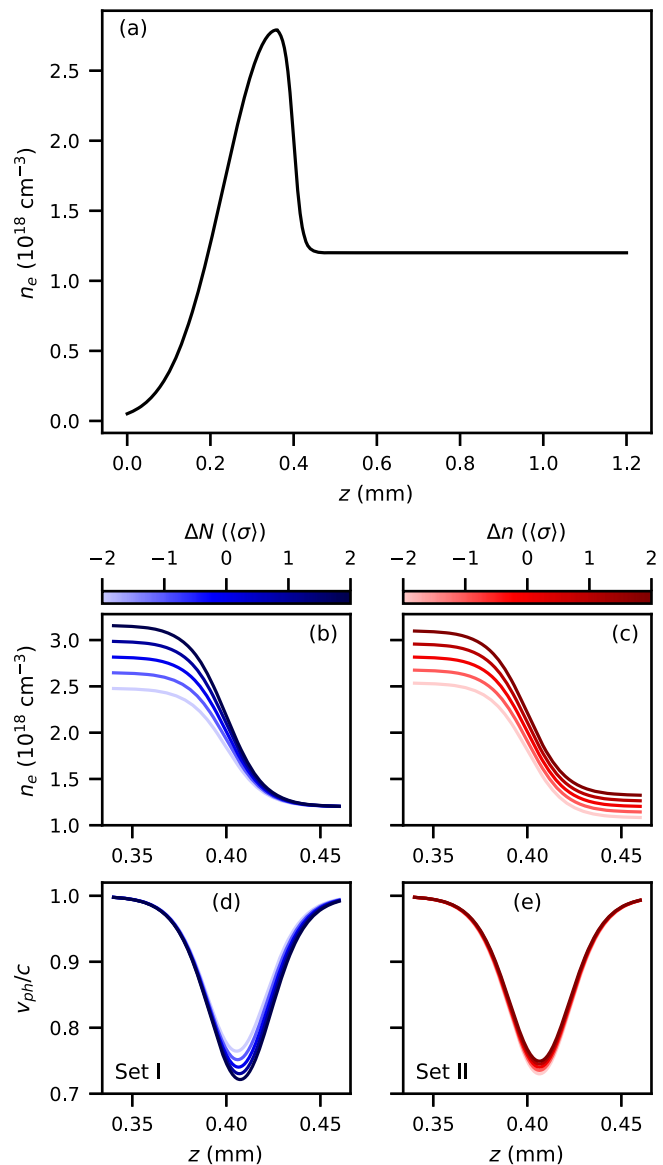 (a)
2.5
2.0
1.5
1.0
0.5
0.0
n_e (10^18 cm^−3)
0.0 0.2 0.4 0.6 0.8 1.0 1.2
z (mm)
ΔN (⟨σ⟩) Δn (⟨σ⟩)
−2 −1 0 1 2 −2 −1 0 1 2
(b) (c)
3.0
2.5
2.0
1.5
1.0
n_e (10^18 cm^−3)
0.35 0.40 0.45 0.35 0.40 0.45
(d) (e)
1.0
0.9
0.8
0.7
v_ph/c
Set I Set II
0.35 0.40 0.45 0.35 0.40 0.45
z (mm) z (mm)